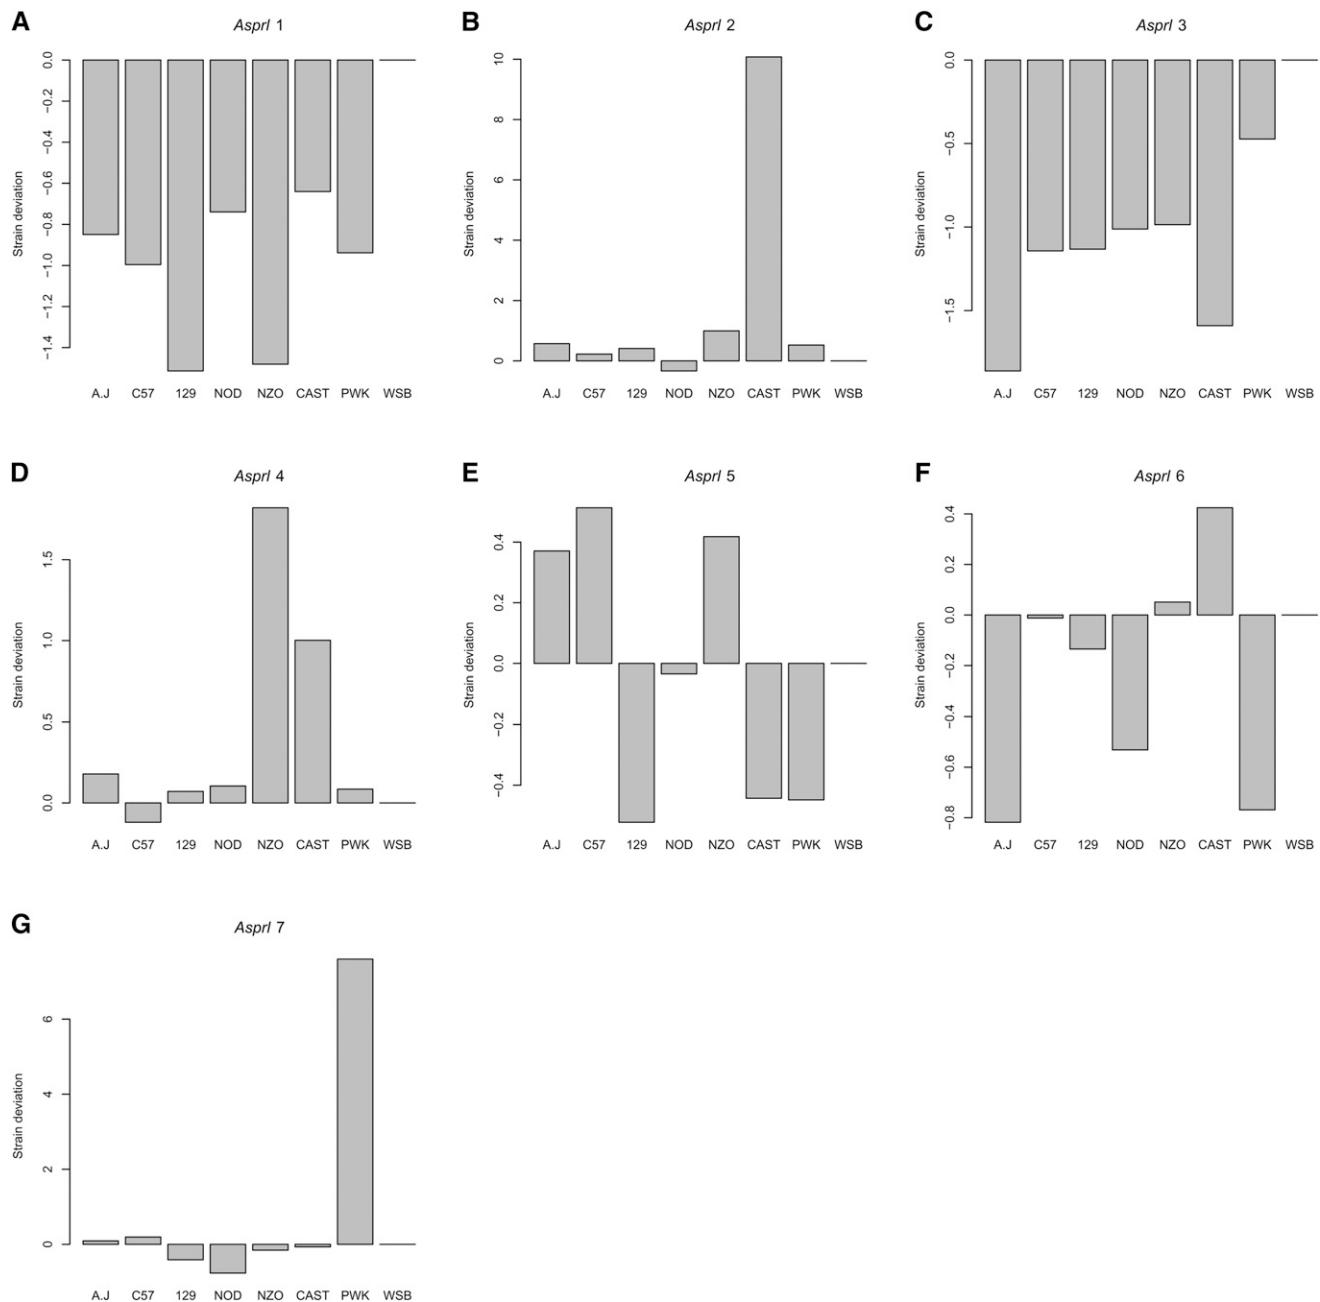 A
Asprl 1
Strain deviation
0.0
−0.2
−0.4
−0.6
−0.8
−1.0
−1.2
−1.4
A.J C57 129 NOD NZO CAST PWK WSB
B
Asprl 2
Strain deviation
10
8
6
4
2
0
A.J C57 129 NOD NZO CAST PWK WSB
C
Asprl 3
Strain deviation
0.0
−0.5
−1.0
−1.5
A.J C57 129 NOD NZO CAST PWK WSB
D
Asprl 4
Strain deviation
1.5
1.0
0.5
0.0
A.J C57 129 NOD NZO CAST PWK WSB
E
Asprl 5
Strain deviation
0.4
0.2
0.0
−0.2
−0.4
A.J C57 129 NOD NZO CAST PWK WSB
F
Asprl 6
Strain deviation
0.4
0.2
0.0
−0.2
−0.4
−0.6
−0.8
A.J C57 129 NOD NZO CAST PWK WSB
G
Asprl 7
Strain deviation
6
4
2
0
A.J C57 129 NOD NZO CAST PWK WSB